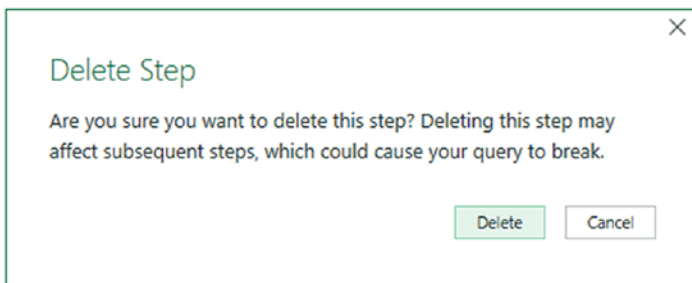 Delete Step
Are you sure you want to delete this step? Deleting this step may
affect subsequent steps, which could cause your query to break.
Delete Cancel